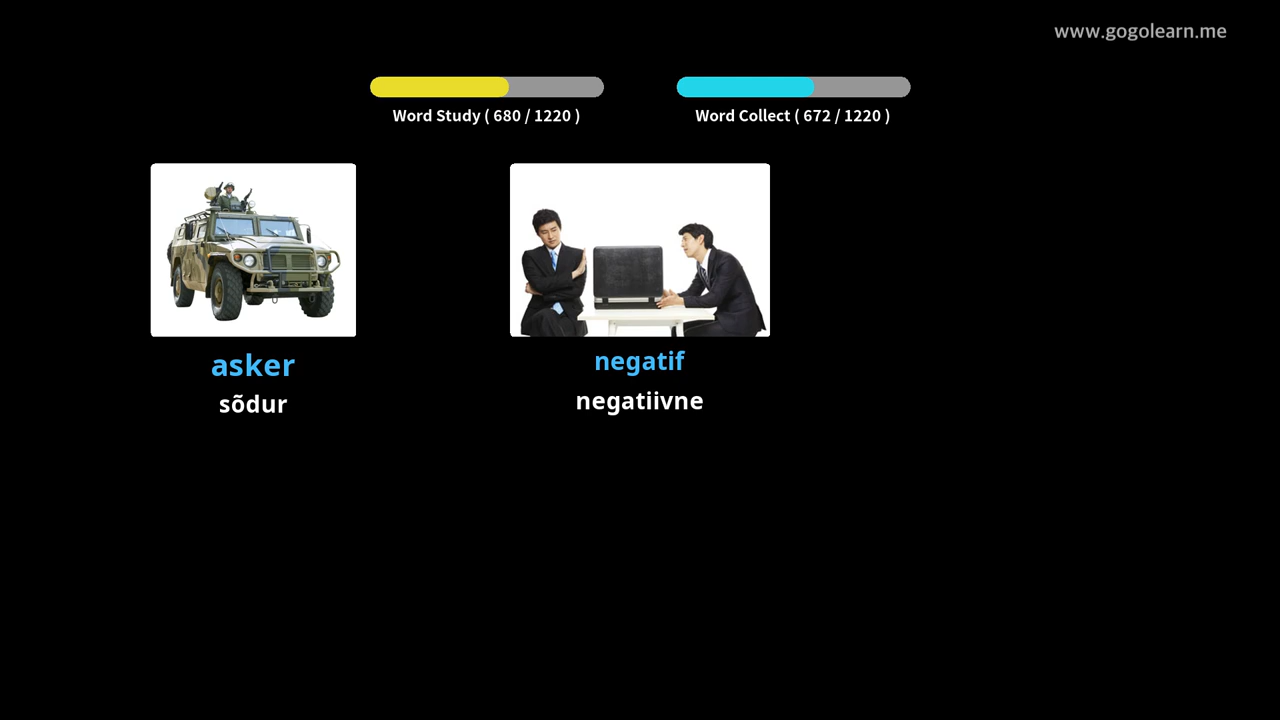 www.gogolearn.me
Word Study ( 680 / 1220 )
Word Collect ( 672 / 1220 )
asker
sõdur
negatif
negatiivne